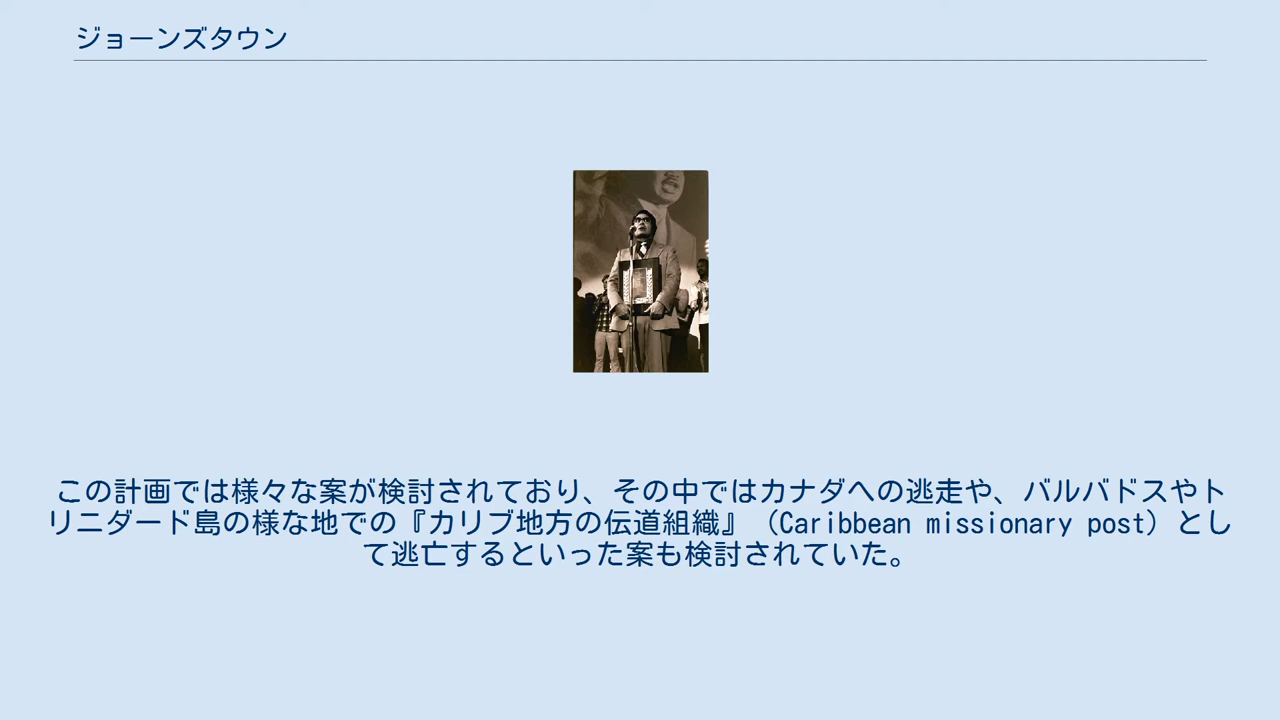 ジョーンズタウン
この計画では様々な案が検討されており、その中ではカナダへの逃走や、バルバドスやト
リニダード島の様な地での『カリブ地方の伝道組織』（Caribbean missionary post）とし
て逃亡するといった案も検討されていた。